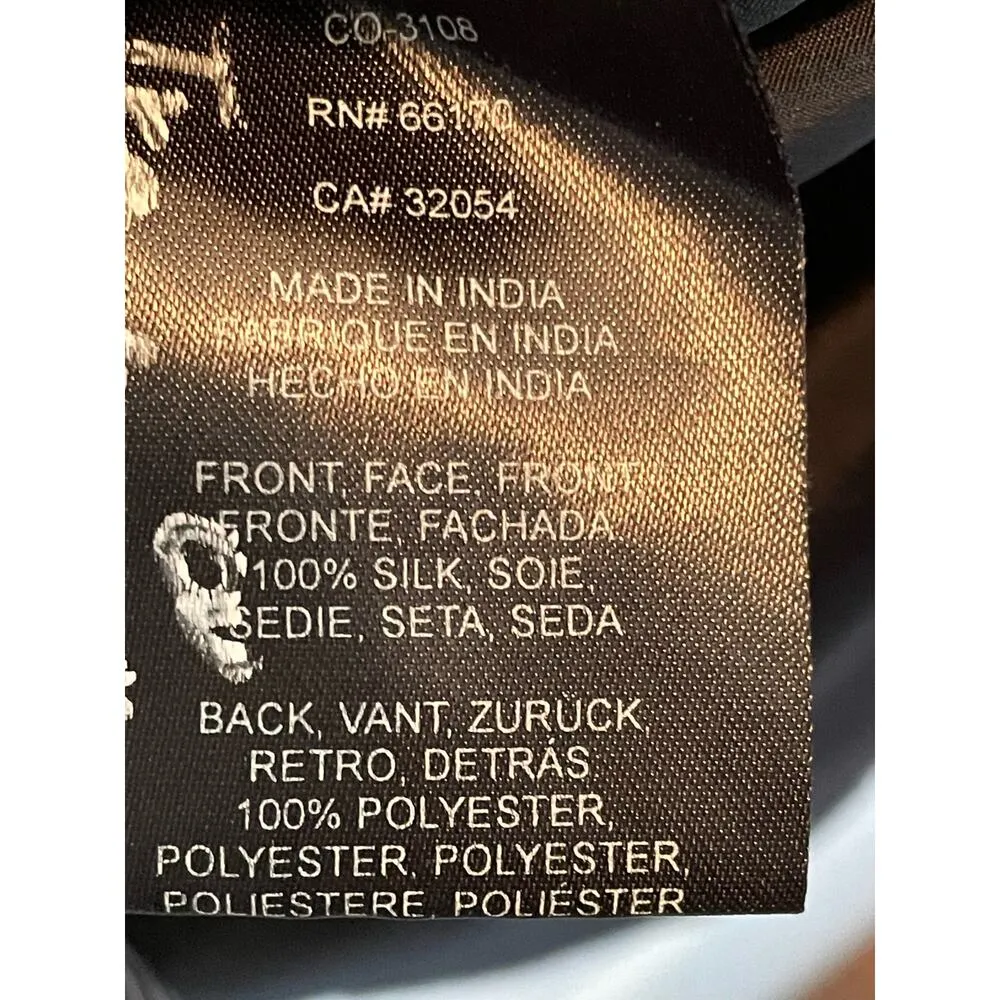 CO-3108
RN# 66170
CA# 32054
MADE IN INDIA
FABRIQUE EN INDIA
HECHO EN INDIA
FRONT, FACE, FRONT,
FRONTE, FACHADA
100% SILK, SOIE,
SEDIE, SETA, SEDA
BACK, VANT, ZURÜCK,
RETRO, DETRÁS
100% POLYESTER,
POLYESTER, POLYESTER,
POLIESTERE, POLIÉSTER